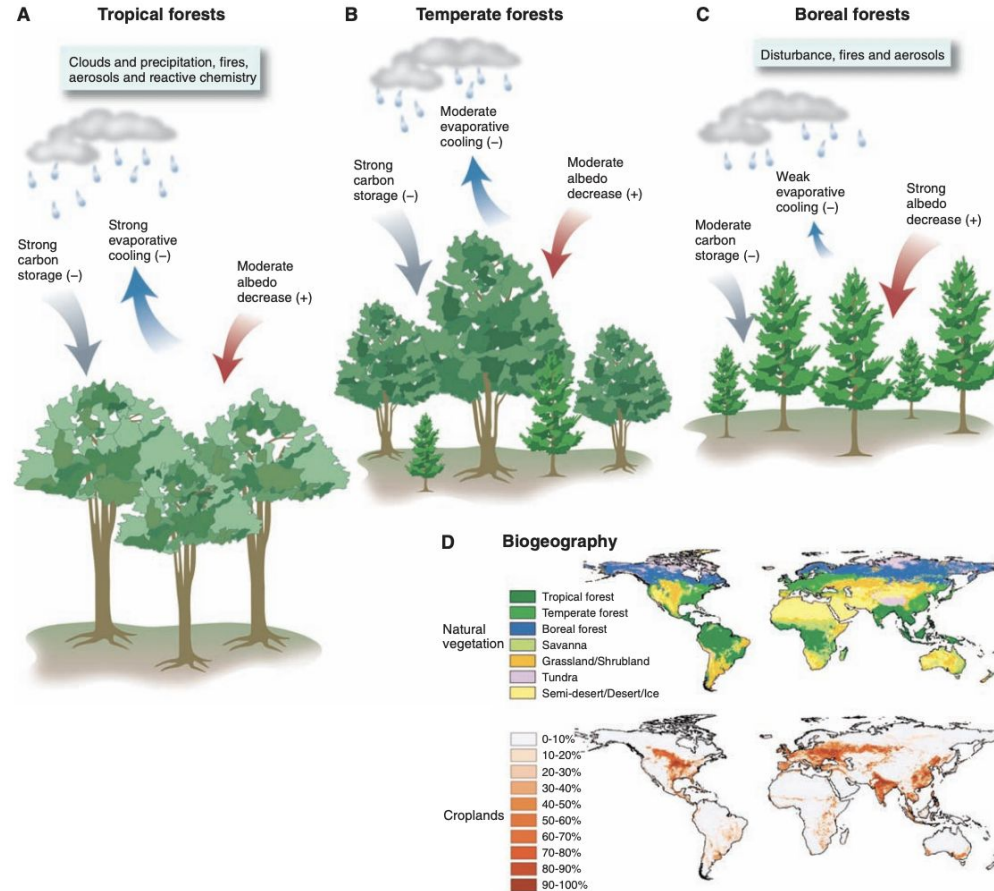 A
Tropical forests
Clouds and precipitation, fires,
aerosols and reactive chemistry
Strong
carbon
storage (−)
Strong
evaporative
cooling (−)
Moderate
albedo
decrease (+)
B
Temperate forests
Strong
carbon
storage (−)
Moderate
evaporative
cooling (−)
Moderate
albedo
decrease (+)
C
Boreal forests
Disturbance, fires and aerosols
Moderate
carbon
storage (−)
Weak
evaporative
cooling (−)
Strong
albedo
decrease (+)
D
Biogeography
Natural
vegetation
Tropical forest
Temperate forest
Boreal forest
Savanna
Grassland/Shrubland
Tundra
Semi-desert/Desert/Ice
Croplands
0-10%
10-20%
20-30%
30-40%
40-50%
50-60%
60-70%
70-80%
80-90%
90-100%